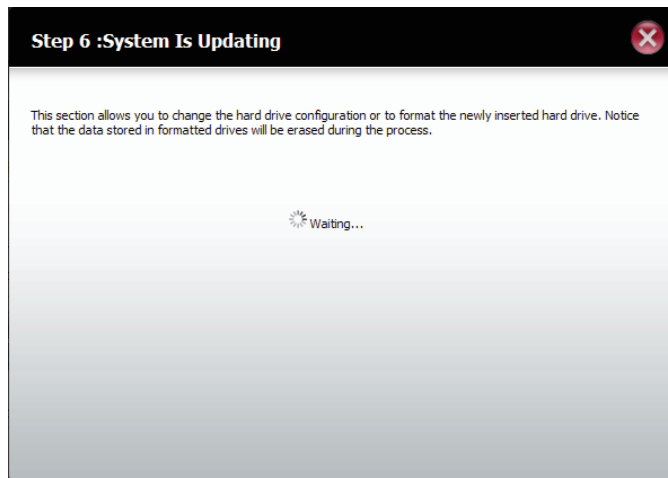 Step 6 :System Is Updating
This section allows you to change the hard drive configuration or to format the newly inserted hard drive. Notice
that the data stored in formatted drives will be erased during the process.
Waiting...